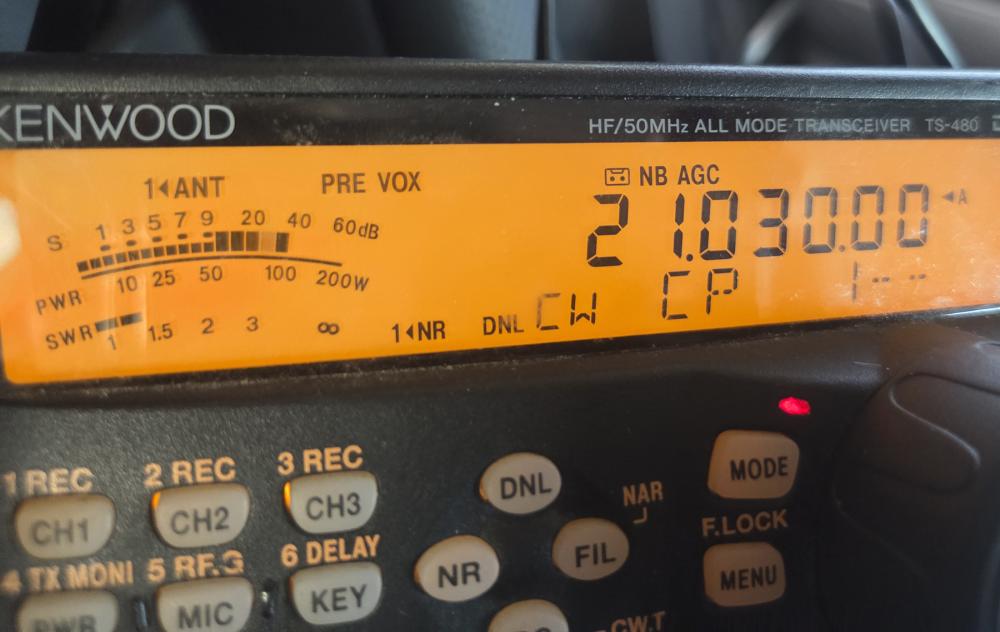 KENWOOD
HF/50MHz ALL MODE TRANSCEIVER TS-480
1◂ANT PRE VOX NB AGC
S 1 3 5 7 9 20 40 60dB
21.030.00 ◂A
PWR 10 25 50 100 200W
SWR 1 1.5 2 3 ∞ 1◂NR DNL CW CP 1--
1 REC 2 REC 3 REC
CH1 CH2 CH3 DNL MODE
NAR
F.LOCK
4 TX MONI 5 RF.G 6 DELAY NR FIL MENU
PWR MIC KEY
CW.T